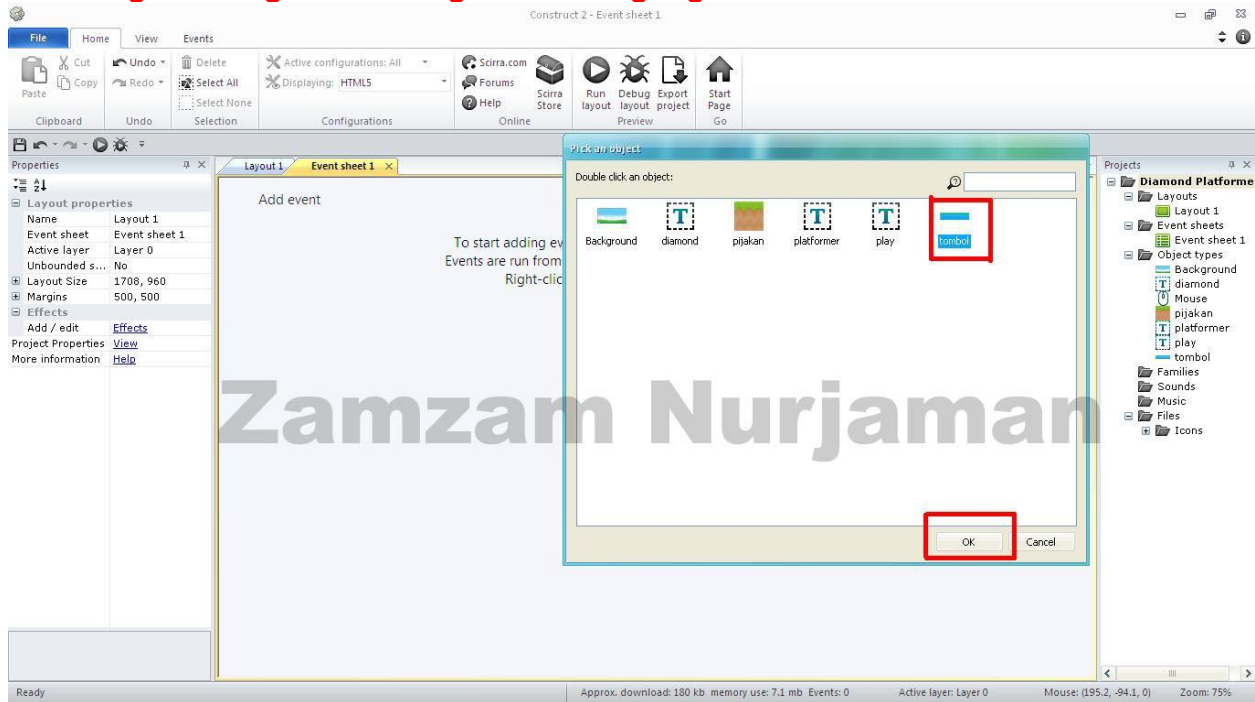 Construct 2 - Event sheet 1
File Home View Events
Paste
Cut
Copy
Clipboard
Undo
Redo
Undo
Delete
Select All
Select None
Selection
Active configurations: All
Displaying: HTML5
Configurations
Scirra.com
Forums
Help
Scirra Store
Online
Run layout
Debug layout
Export project
Preview
Start Page
Go
Properties
Layout properties
Name Layout 1
Event sheet Event sheet 1
Active layer Layer 0
Unbounded s... No
Layout Size 1708, 960
Margins 500, 500
Effects
Add / edit Effects
Project Properties View
More information Help
Layout 1 Event sheet 1
Add event
To start adding ev
Events are run from
Right-clic
Pick an object
Double click an object:
Background diamond pijakan platformer play tombol
OK Cancel
Projects
Diamond Platforme
Layouts
Layout 1
Event sheets
Event sheet 1
Object types
Background
diamond
Mouse
pijakan
platformer
play
tombol
Families
Sounds
Music
Files
Icons
Zamzam Nurjaman
Ready Approx. download: 180 kb memory use: 7.1 mb Events: 0 Active layer: Layer 0 Mouse: (195.2, -94.1, 0) Zoom: 75%